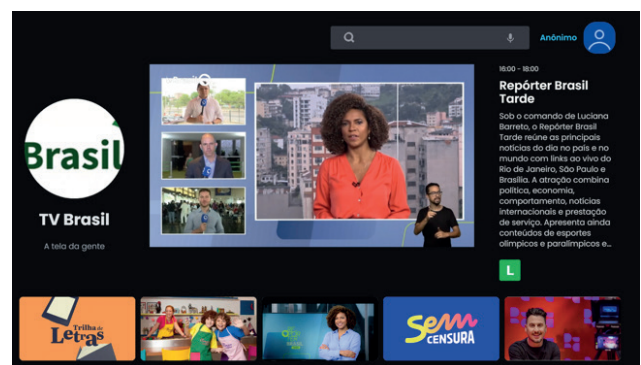 Anônimo
16:00 - 18:00
Repórter Brasil
Tarde
Sob o comando de Luciana
Barreto, o Repórter Brasil
Tarde reúne as principais
notícias do dia no país e no
mundo com links ao vivo do
Rio de Janeiro, São Paulo e
Brasília. A atração combina
política, economia,
comportamento, notícias
internacionais e prestação
de serviço. Apresenta ainda
conteúdos de esportes
olímpicos e paralímpicos e...
L
Brasil
TV Brasil
A tela da gente
Trilha de
Letras
Sem
CENSURA